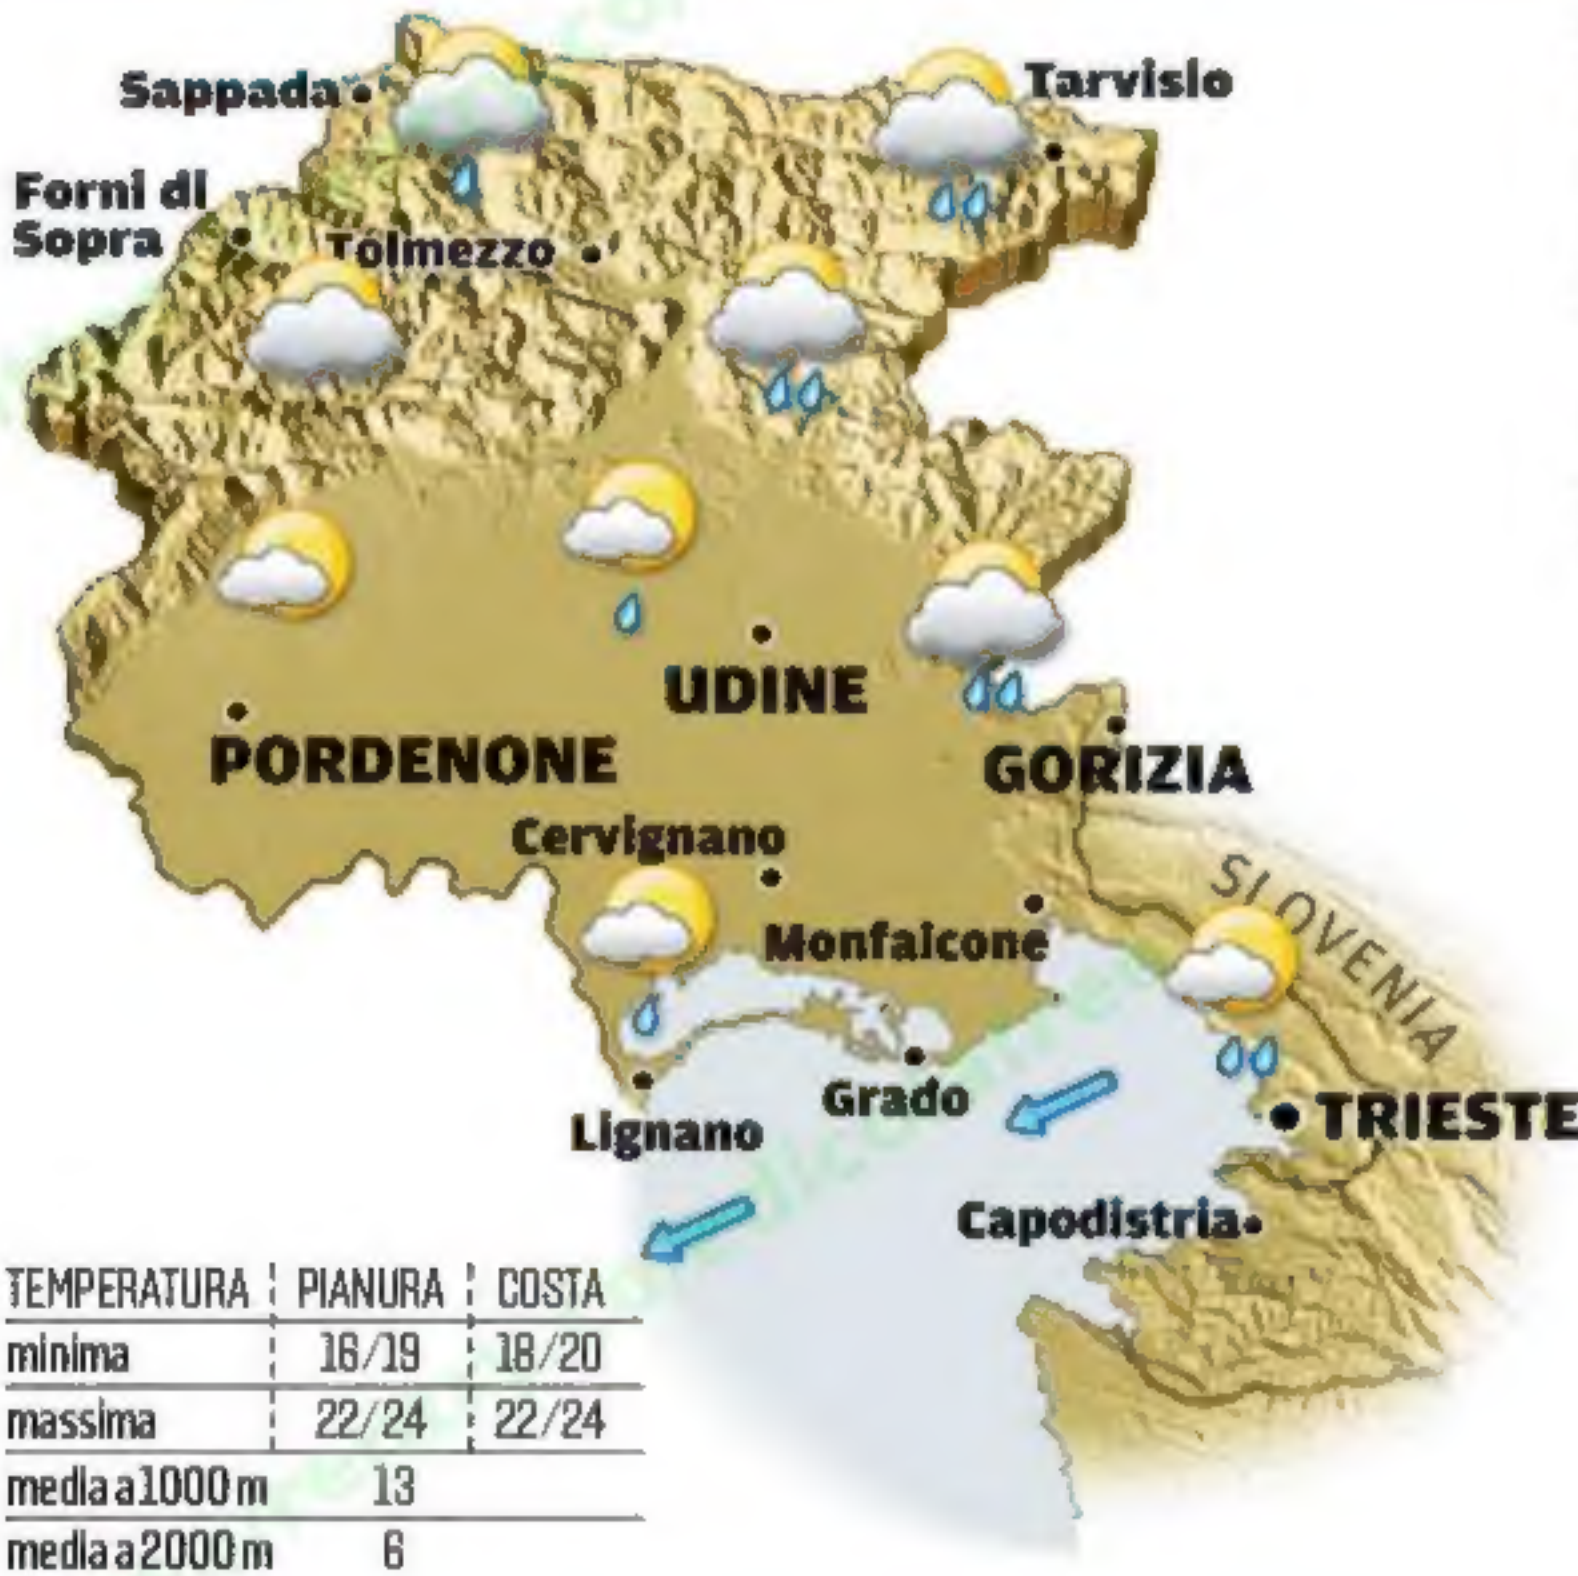 Sappada
Tarvisio
Forni di
Sopra
Tolmezzo
UDINE
PORDENONE
GORIZIA
Cervignano
SLOVENIA
Monfalcone
Grado
TRIESTE
Lignano
Capodistria
TEMPERATURA PIANURA COSTA
minima 16/19 18/20
massima 22/24 22/24
media a 1000 m 13
media a 2000 m 6